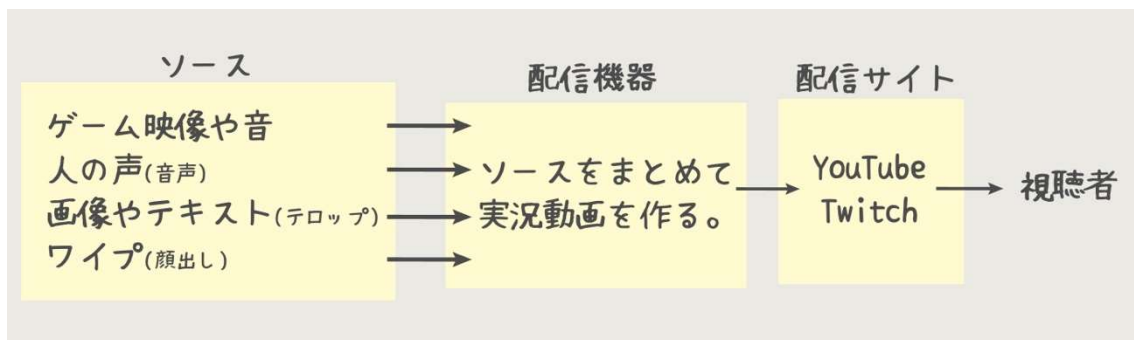 ソース
ゲーム映像や音
人の声(音声)
画像やテキスト(テロップ)
ワイプ(顔出し)
配信機器
ソースをまとめて
実況動画を作る。
配信サイト
YouTube
Twitch
視聴者